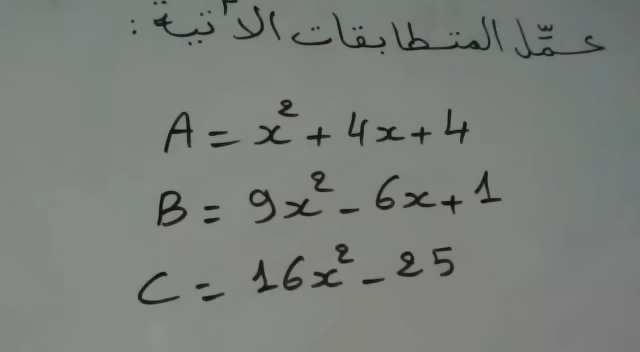 عمّل المتطابقات الآتية :
A = x² + 4x + 4
B = 9x² - 6x + 1
C = 16x² - 25